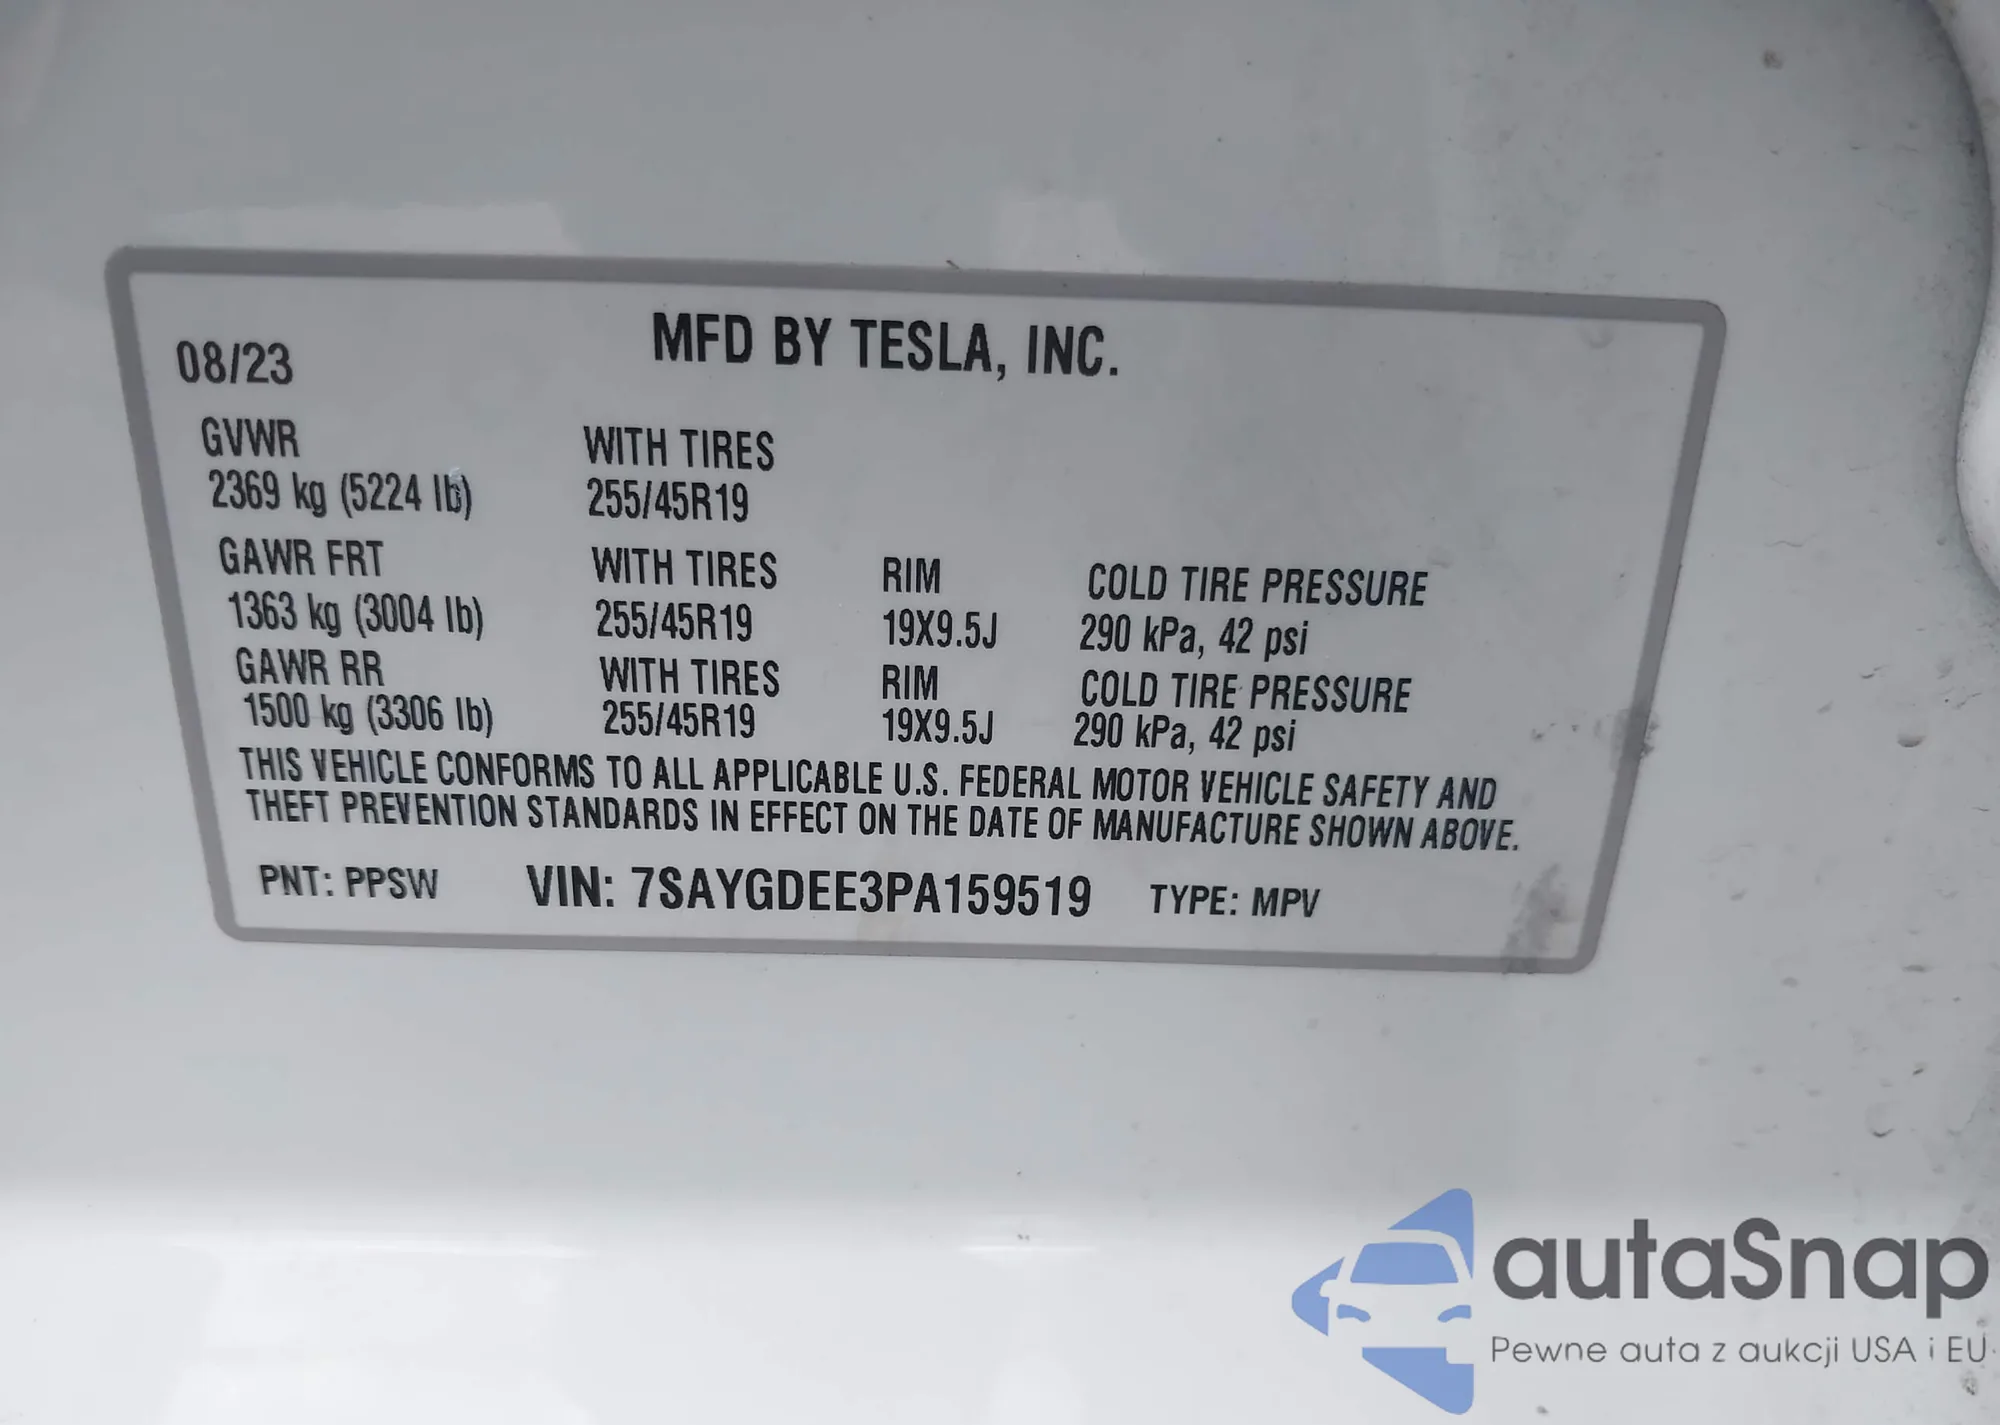 08/23 MFD BY TESLA, INC.
GVWR WITH TIRES
2369 kg (5224 lb) 255/45R19
GAWR FRT WITH TIRES RIM COLD TIRE PRESSURE
1363 kg (3004 lb) 255/45R19 19X9.5J 290 kPa, 42 psi
GAWR RR WITH TIRES RIM COLD TIRE PRESSURE
1500 kg (3306 lb) 255/45R19 19X9.5J 290 kPa, 42 psi
THIS VEHICLE CONFORMS TO ALL APPLICABLE U.S. FEDERAL MOTOR VEHICLE SAFETY AND
THEFT PREVENTION STANDARDS IN EFFECT ON THE DATE OF MANUFACTURE SHOWN ABOVE.
PNT: PPSW VIN: 7SAYGDEE3PA159519 TYPE: MPV
autaSnap
Pewne auta z aukcji USA i EU